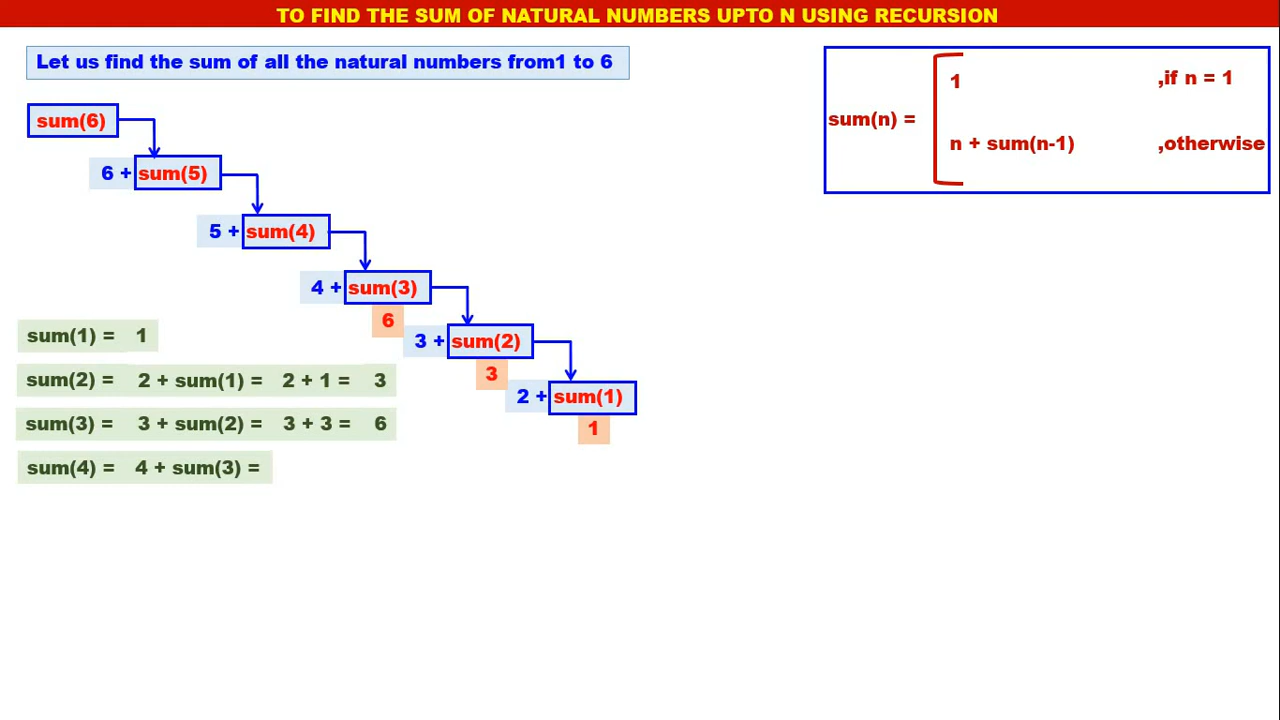 TO FIND THE SUM OF NATURAL NUMBERS UPTO N USING RECURSION
Let us find the sum of all the natural numbers from1 to 6
sum(n) =
1 ,if n = 1
n + sum(n-1) ,otherwise
sum(6)
6 + sum(5)
5 + sum(4)
4 + sum(3)
6
3 + sum(2)
3
2 + sum(1)
1
sum(1) = 1
sum(2) = 2 + sum(1) = 2 + 1 = 3
sum(3) = 3 + sum(2) = 3 + 3 = 6
sum(4) = 4 + sum(3) =